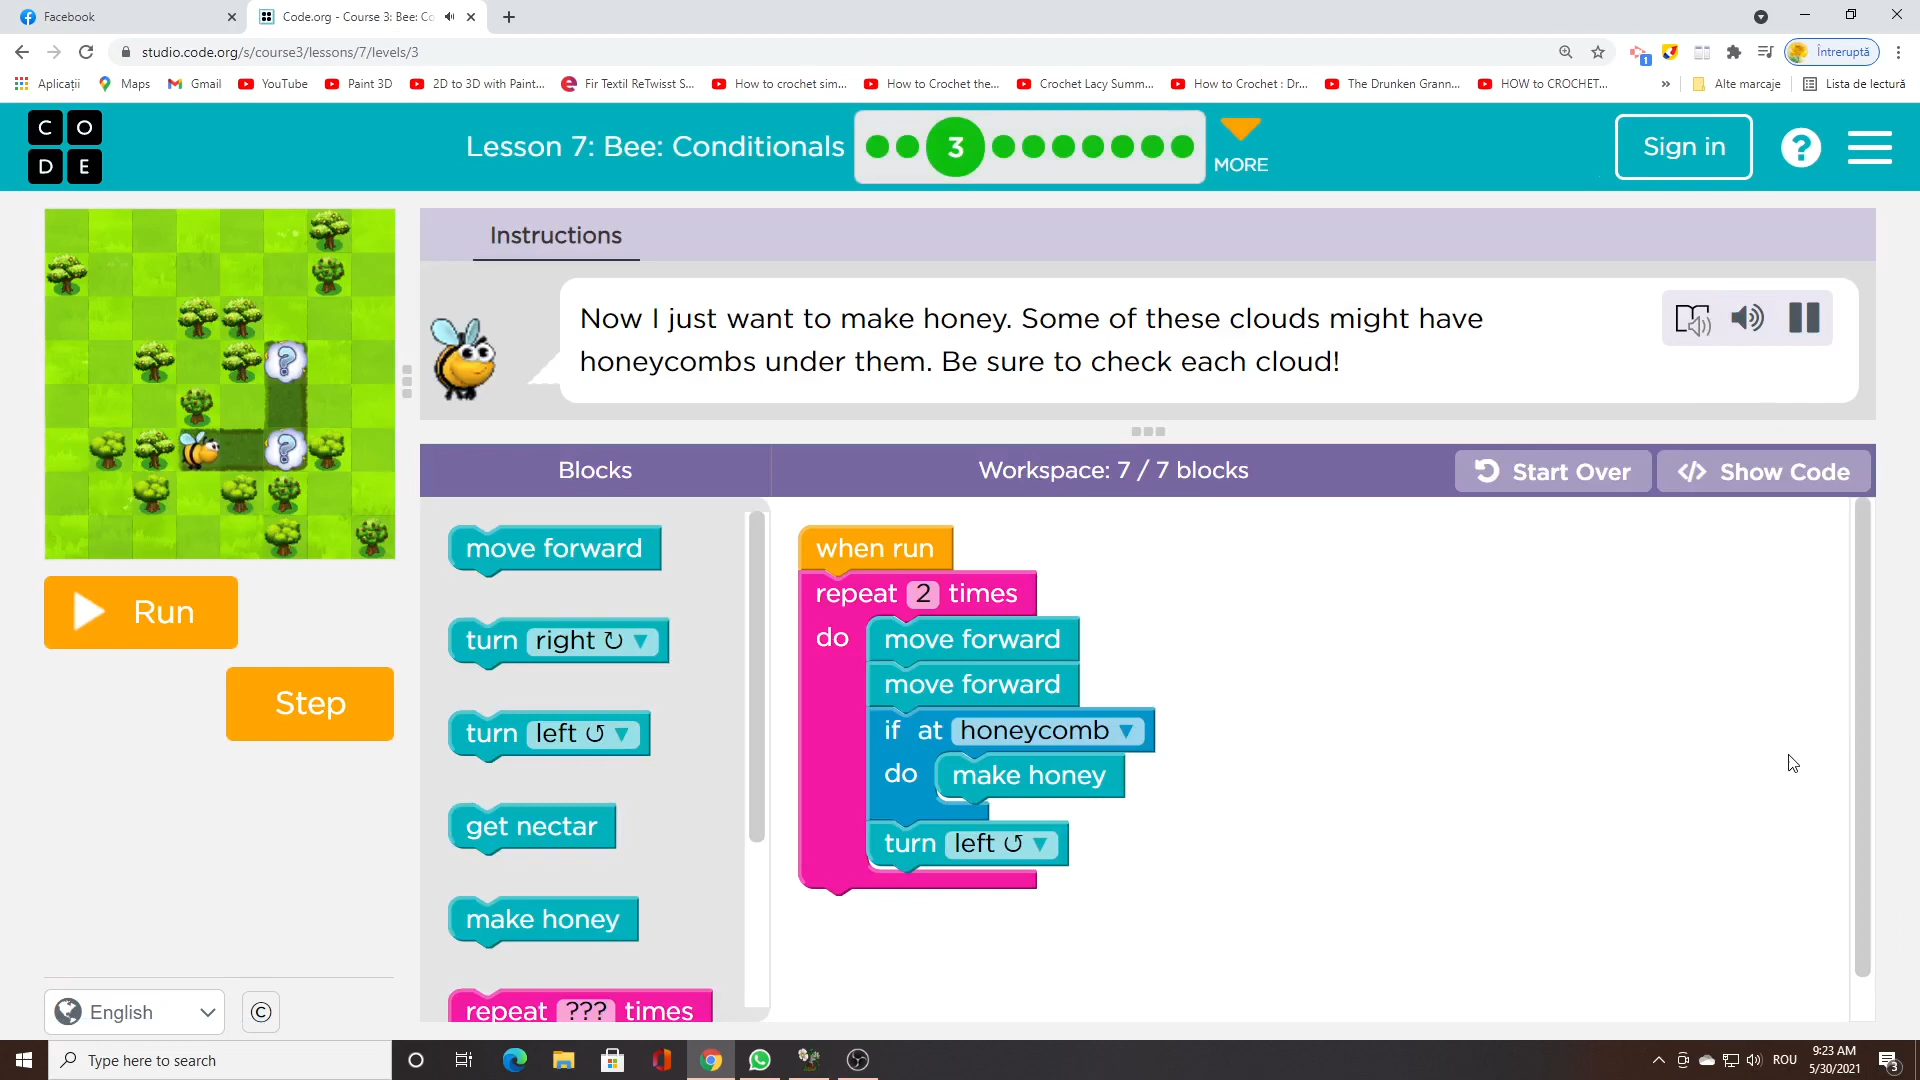 Facebook
Code.org - Course 3: Bee: Co
studio.code.org/s/course3/lessons/7/levels/3
1
Întreruptă
Aplicații
Maps
Gmail
YouTube
Paint 3D
2D to 3D with Paint...
Fir Textil ReTwisst S...
How to crochet sim...
How to Crochet the...
Crochet Lacy Summ...
How to Crochet : Dr...
The Drunken Grann...
HOW to CROCHET...
»
Alte marcaje
Lista de lectură
C O
D E
Lesson 7: Bee: Conditionals
3
MORE
Sign in
?
Instructions
Now I just want to make honey. Some of these clouds might have
honeycombs under them. Be sure to check each cloud!
?
?
Blocks
Workspace: 7 / 7 blocks
Start Over
</> Show Code
Run
Step
move forward
turn right ↻ ▼
turn left ↺ ▼
get nectar
make honey
repeat ??? times
when run
repeat 2 times
do
move forward
move forward
if at honeycomb ▼
do make honey
turn left ↺ ▼
English
©
Type here to search
ROU
9:23 AM
5/30/2021
3